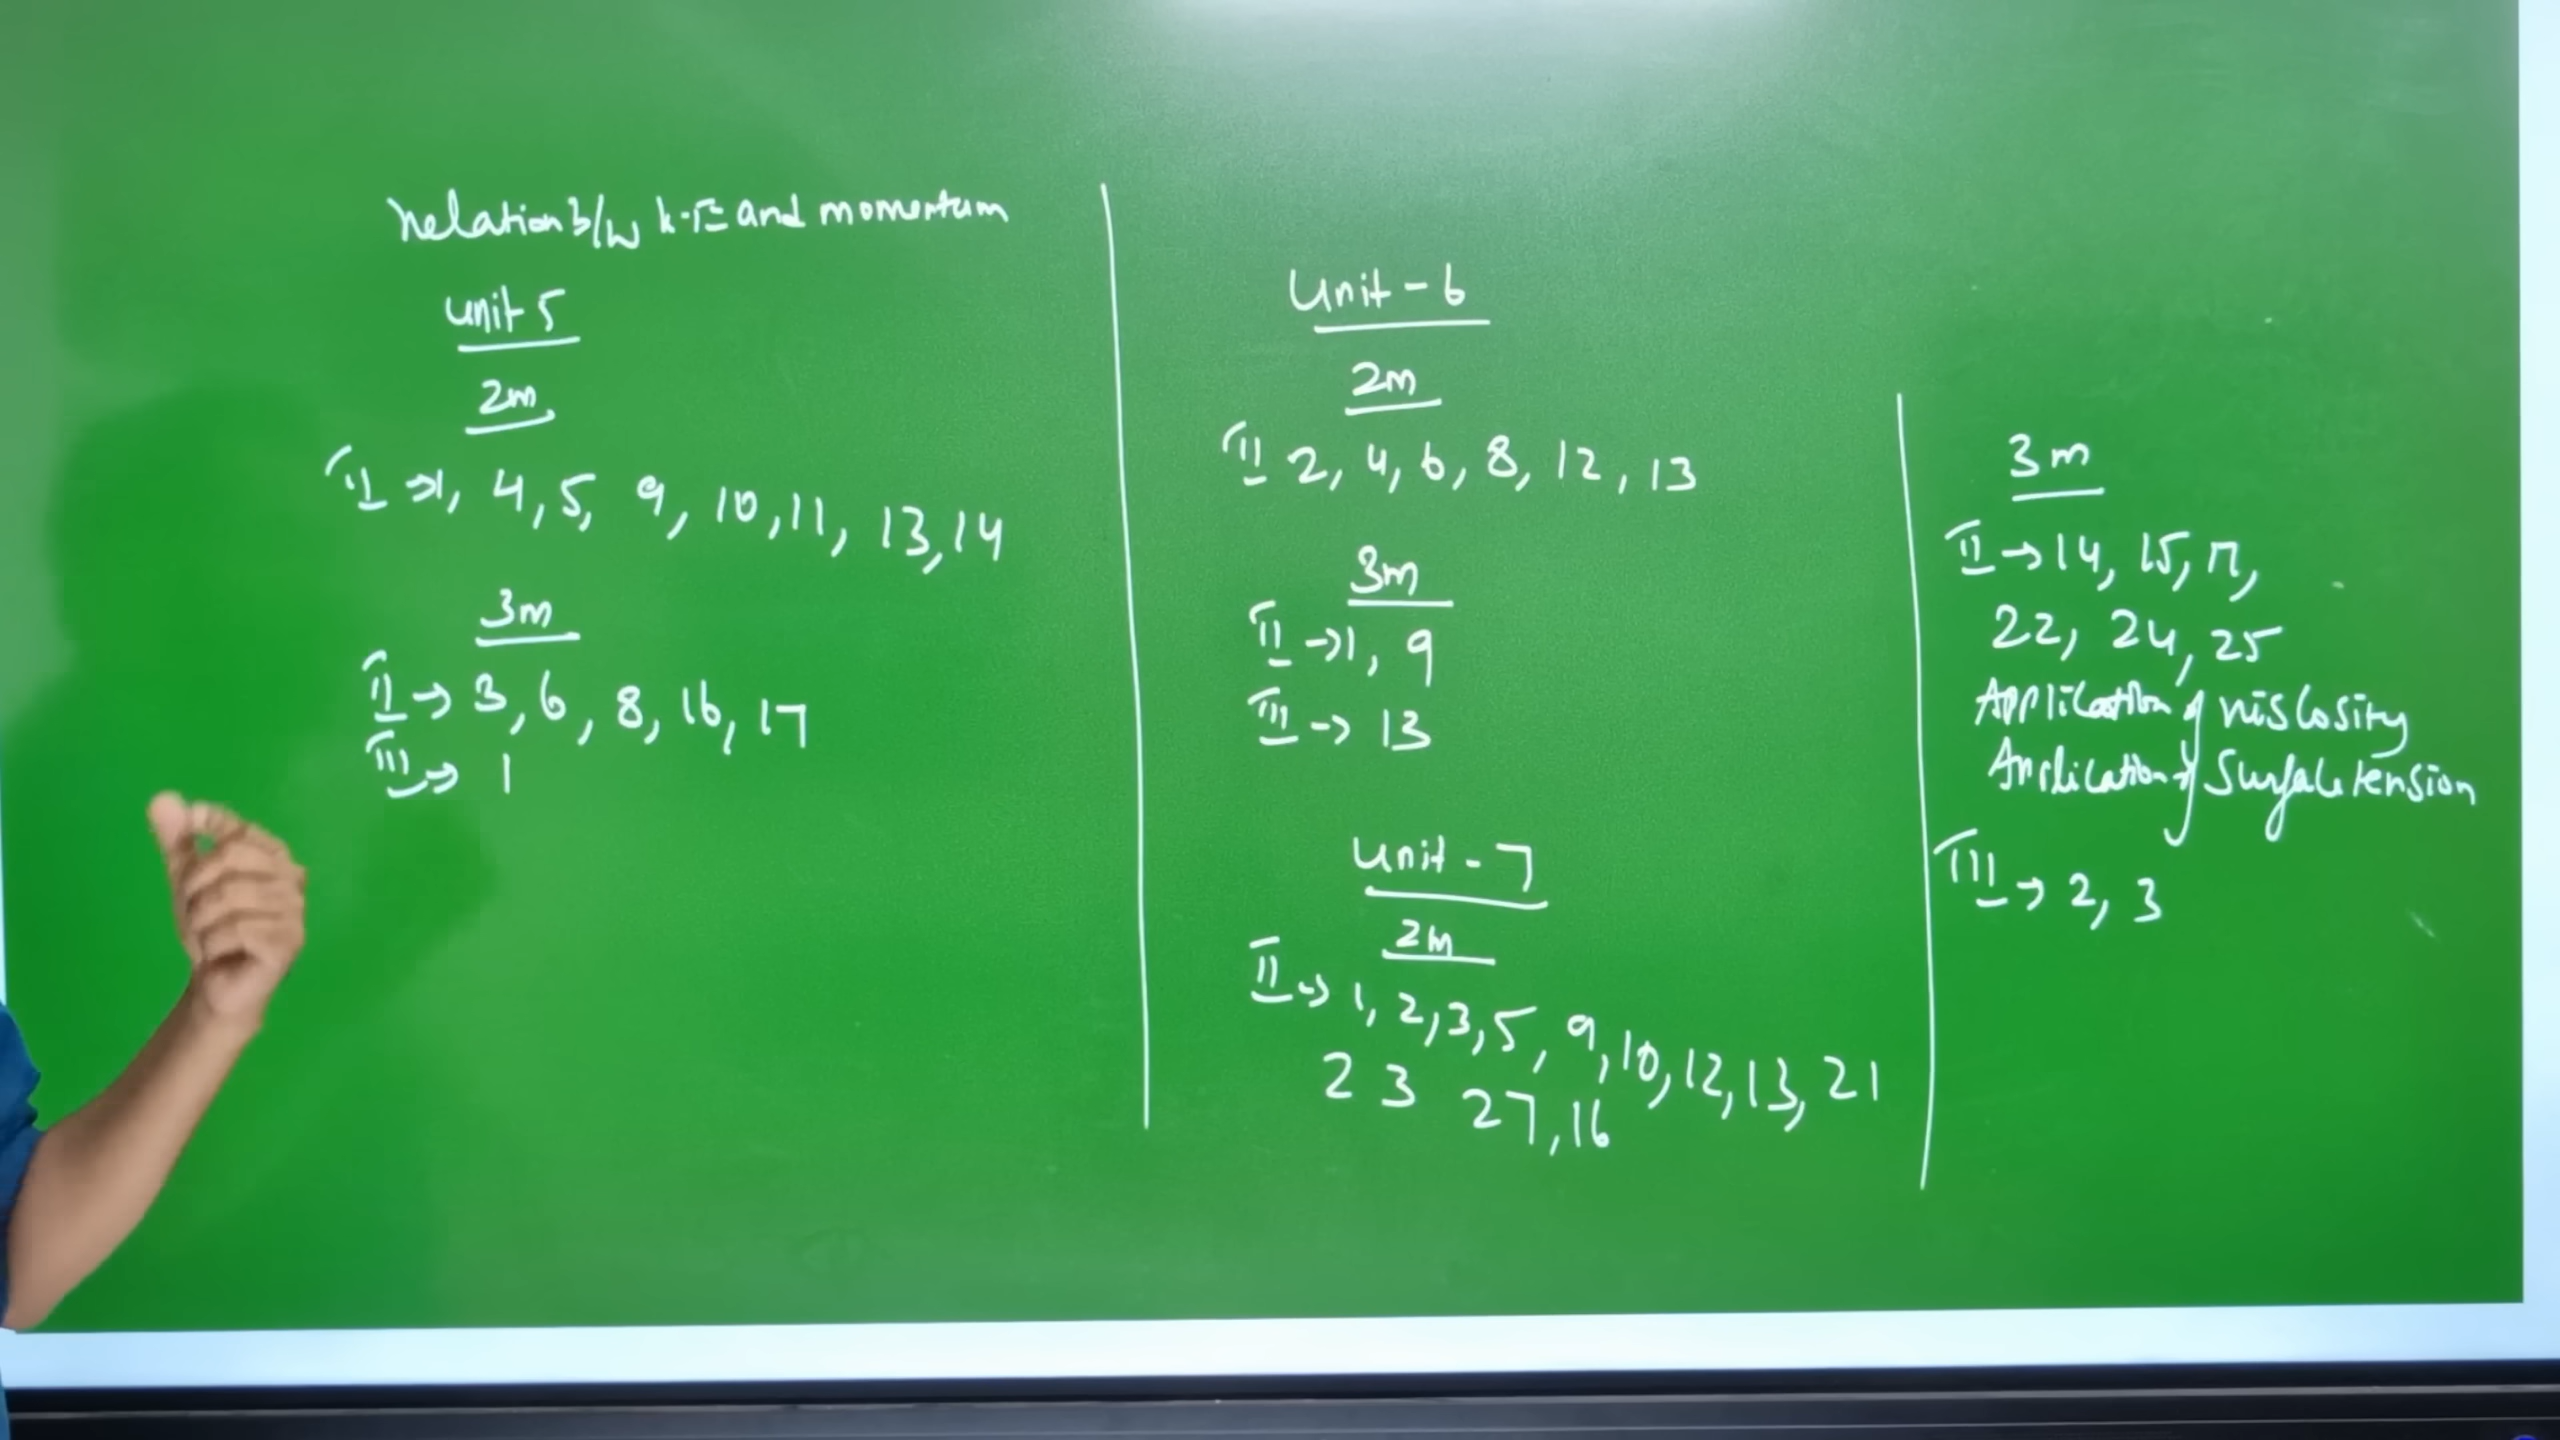 Relation b/w k.E and momentum
Unit 5
2m
II → 1, 4, 5, 9, 10, 11, 13, 14
3m
II → 3, 6, 8, 16, 17
III → 1
Unit - 6
2m
II 2, 4, 6, 8, 12, 13
3m
II → 1, 9
III → 13
Unit - 7
2m
II → 1, 2, 3, 5, 9, 10, 12, 13, 21
23 27, 16
3m
II → 14, 15, 17,
22, 24, 25
Application of viscosity
Application of Surface tension
III → 2, 3